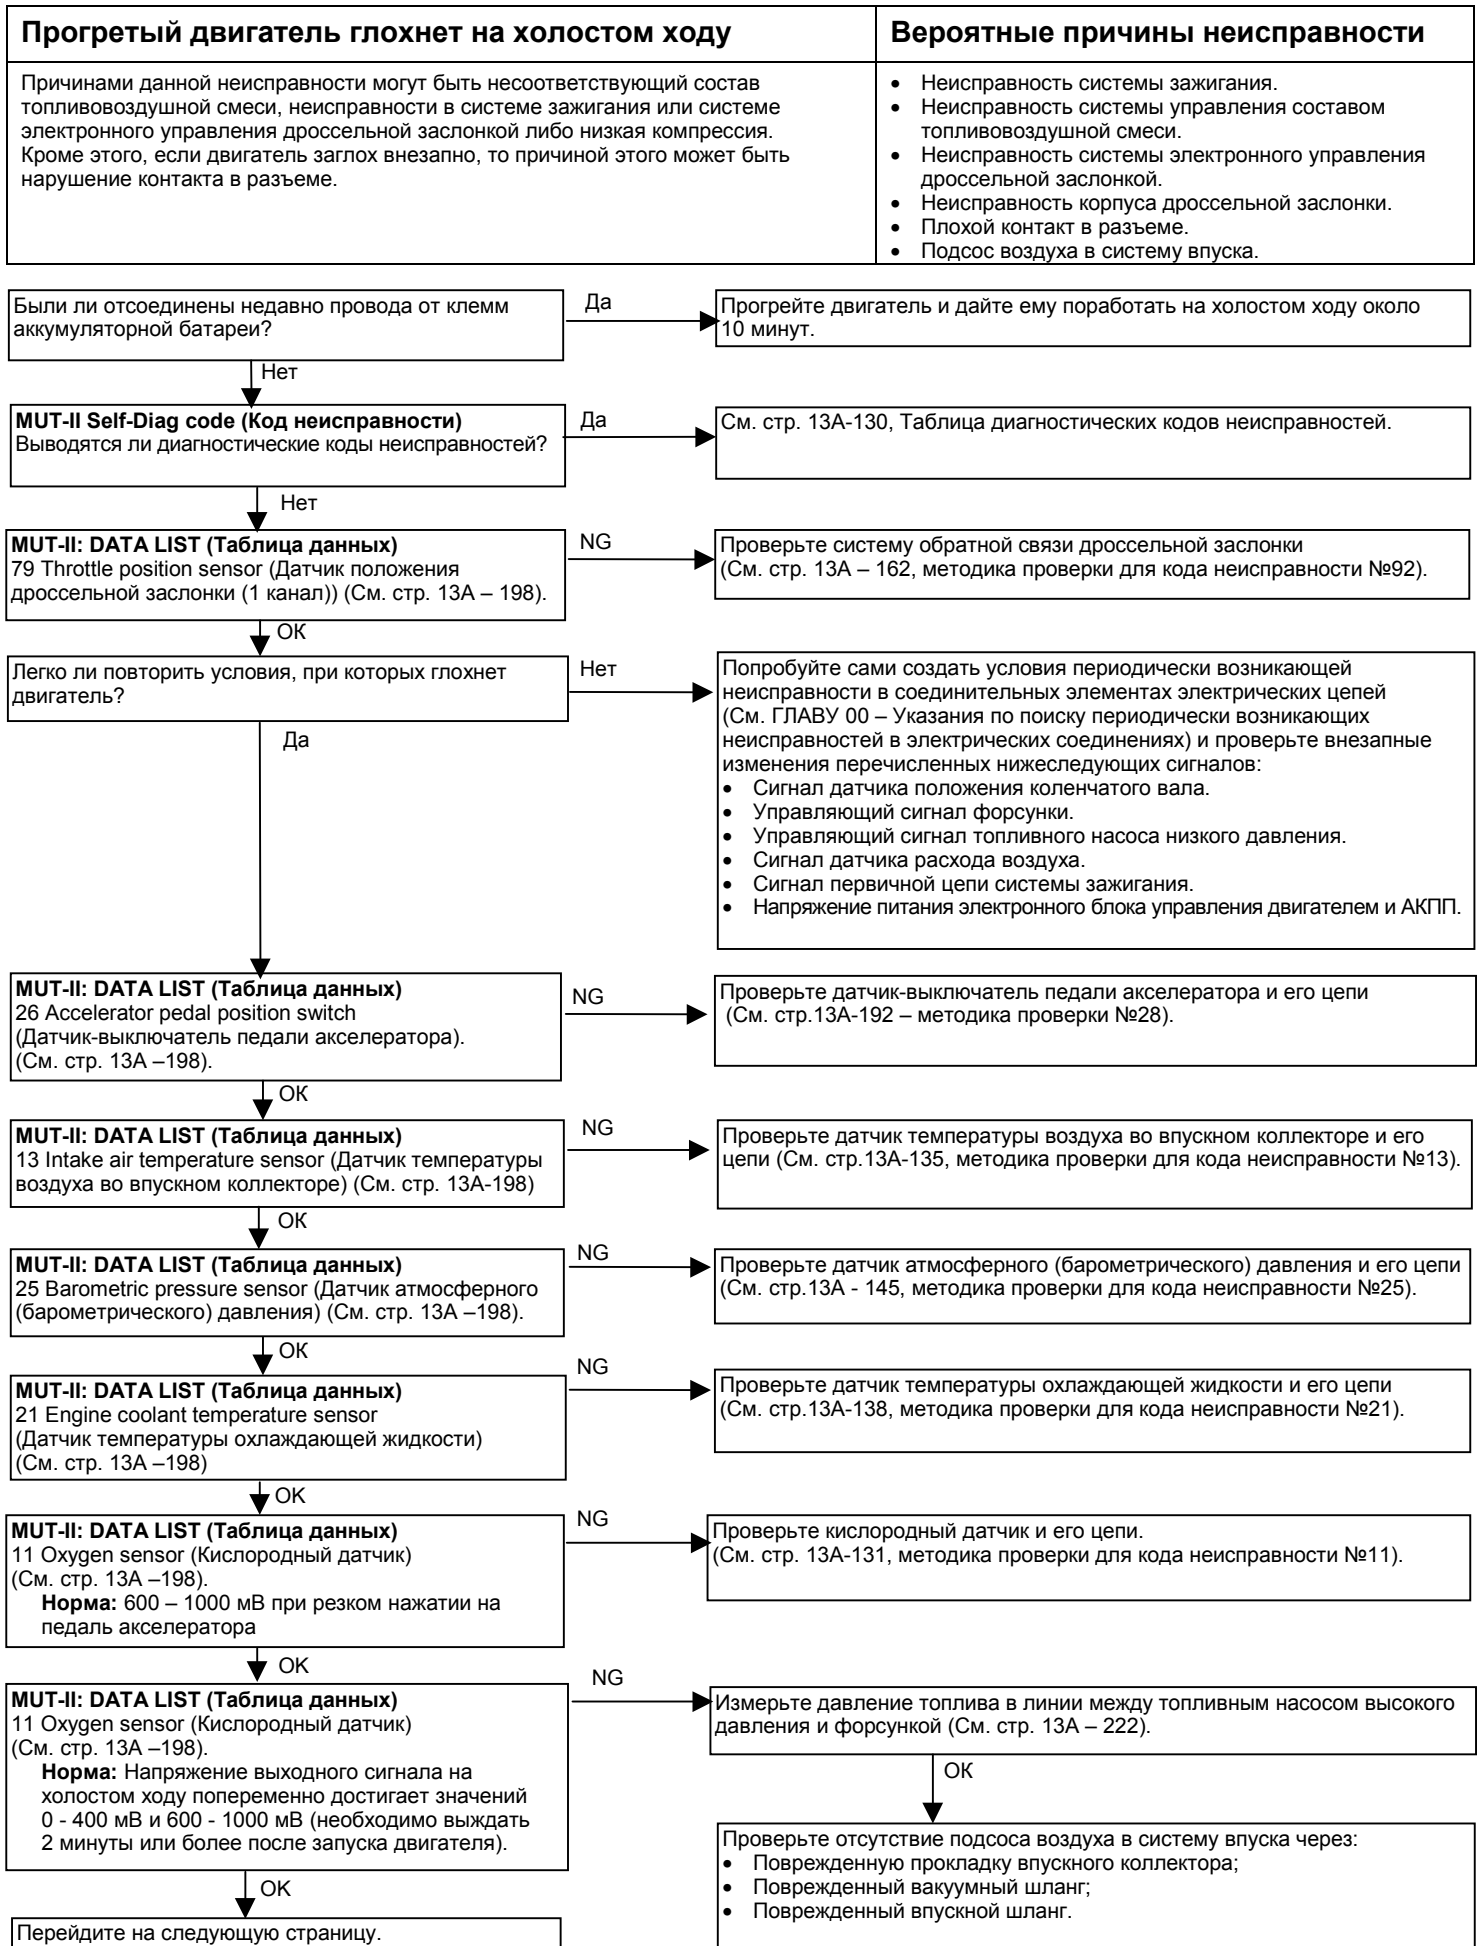 Прогретый двигатель глохнет на холостом ходу
Вероятные причины неисправности
Причинами данной неисправности могут быть несоответствующий состав
топливовоздушной смеси, неисправности в системе зажигания или системе
электронного управления дроссельной заслонкой либо низкая компрессия.
Кроме этого, если двигатель заглох внезапно, то причиной этого может быть
нарушение контакта в разъеме.
• Неисправность системы зажигания.
• Неисправность системы управления составом
топливовоздушной смеси.
• Неисправность системы электронного управления
дроссельной заслонкой.
• Неисправность корпуса дроссельной заслонки.
• Плохой контакт в разъеме.
• Подсос воздуха в систему впуска.
Были ли отсоединены недавно провода от клемм
аккумуляторной батареи?
Да
Прогрейте двигатель и дайте ему поработать на холостом ходу около
10 минут.
Нет
MUT-II Self-Diag code (Код неисправности)
Выводятся ли диагностические коды неисправностей?
Да
См. стр. 13А-130, Таблица диагностических кодов неисправностей.
Нет
MUT-II: DATA LIST (Таблица данных)
79 Throttle position sensor (Датчик положения
дроссельной заслонки (1 канал)) (См. стр. 13А – 198).
NG
Проверьте систему обратной связи дроссельной заслонки
(См. стр. 13А – 162, методика проверки для кода неисправности №92).
ОК
Легко ли повторить условия, при которых глохнет
двигатель?
Нет
Попробуйте сами создать условия периодически возникающей
неисправности в соединительных элементах электрических цепей
(См. ГЛАВУ 00 – Указания по поиску периодически возникающих
неисправностей в электрических соединениях) и проверьте внезапные
изменения перечисленных нижеследующих сигналов:
• Сигнал датчика положения коленчатого вала.
• Управляющий сигнал форсунки.
• Управляющий сигнал топливного насоса низкого давления.
• Сигнал датчика расхода воздуха.
• Сигнал первичной цепи системы зажигания.
• Напряжение питания электронного блока управления двигателем и АКПП.
Да
MUT-II: DATA LIST (Таблица данных)
26 Accelerator pedal position switch
(Датчик-выключатель педали акселератора).
(См. стр. 13А –198).
NG
Проверьте датчик-выключатель педали акселератора и его цепи
(См. стр.13А-192 – методика проверки №28).
ОК
MUT-II: DATA LIST (Таблица данных)
13 Intake air temperature sensor (Датчик температуры
воздуха во впускном коллекторе) (См. стр. 13А-198)
NG
Проверьте датчик температуры воздуха во впускном коллекторе и его
цепи (См. стр.13А-135, методика проверки для кода неисправности №13).
ОК
MUT-II: DATA LIST (Таблица данных)
25 Barometric pressure sensor (Датчик атмосферного
(барометрического) давления) (См. стр. 13А –198).
NG
Проверьте датчик атмосферного (барометрического) давления и его цепи
(См. стр.13А - 145, методика проверки для кода неисправности №25).
ОК
MUT-II: DATA LIST (Таблица данных)
21 Engine coolant temperature sensor
(Датчик температуры охлаждающей жидкости)
(См. стр. 13А –198)
NG
Проверьте датчик температуры охлаждающей жидкости и его цепи
(См. стр.13А-138, методика проверки для кода неисправности №21).
OK
MUT-II: DATA LIST (Таблица данных)
11 Oxygen sensor (Кислородный датчик)
(См. стр. 13А –198).
Норма: 600 – 1000 мВ при резком нажатии на
педаль акселератора
NG
Проверьте кислородный датчик и его цепи.
(См. стр. 13А-131, методика проверки для кода неисправности №11).
OK
MUT-II: DATA LIST (Таблица данных)
11 Oxygen sensor (Кислородный датчик)
(См. стр. 13А –198).
Норма: Напряжение выходного сигнала на
холостом ходу попеременно достигает значений
0 - 400 мВ и 600 - 1000 мВ (необходимо выждать
2 минуты или более после запуска двигателя).
NG
Измерьте давление топлива в линии между топливным насосом высокого
давления и форсункой (См. стр. 13А – 222).
OK
Проверьте отсутствие подсоса воздуха в систему впуска через:
• Поврежденную прокладку впускного коллектора;
• Поврежденный вакуумный шланг;
• Поврежденный впускной шланг.
OK
Перейдите на следующую страницу.